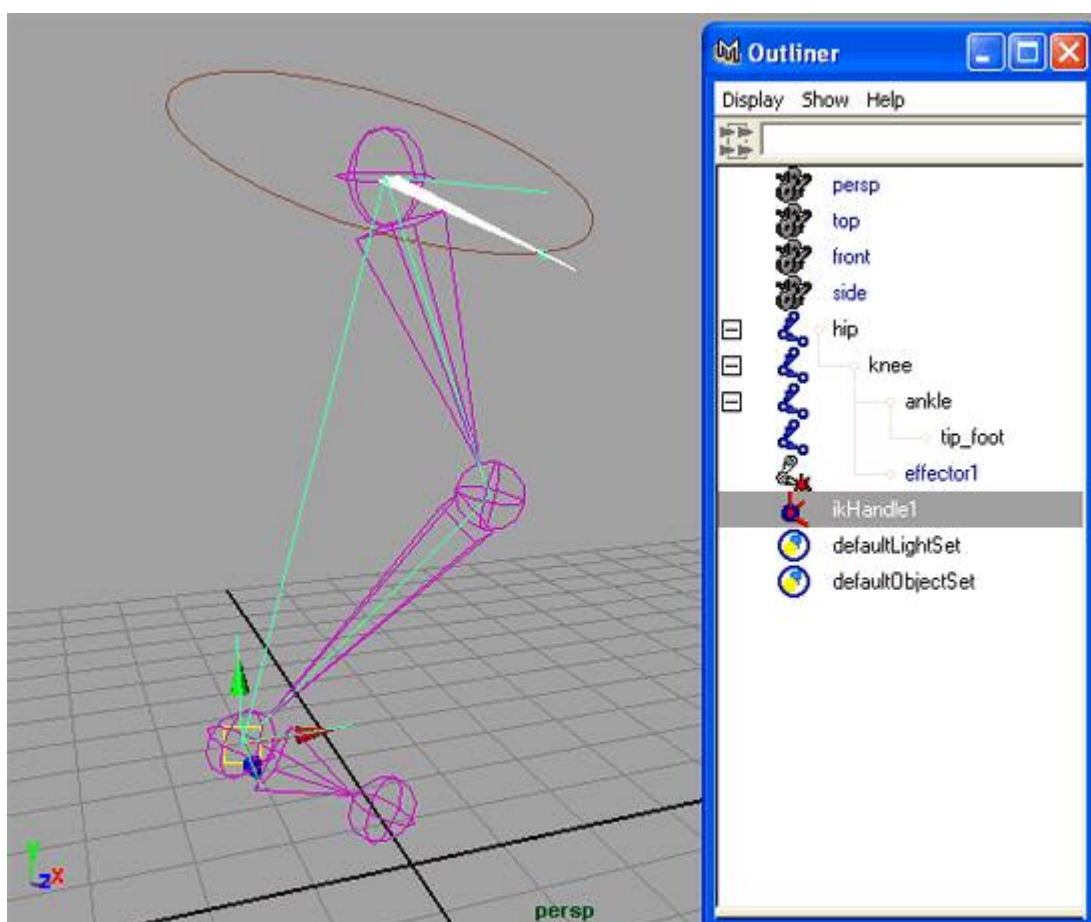 Outliner
Display Show Help
persp
top
front
side
hip
knee
ankle
tip_foot
effector1
ikHandle1
defaultLightSet
defaultObjectSet
y
z x
persp